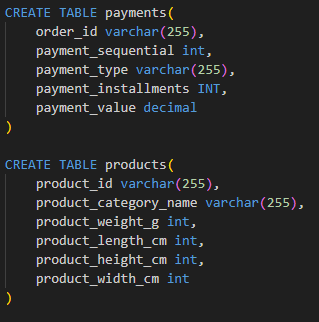 CREATE TABLE payments(
    order_id varchar(255),
    payment_sequential int,
    payment_type varchar(255),
    payment_installments INT,
    payment_value decimal
)

CREATE TABLE products(
    product_id varchar(255),
    product_category_name varchar(255),
    product_weight_g int,
    product_length_cm int,
    product_height_cm int,
    product_width_cm int
)